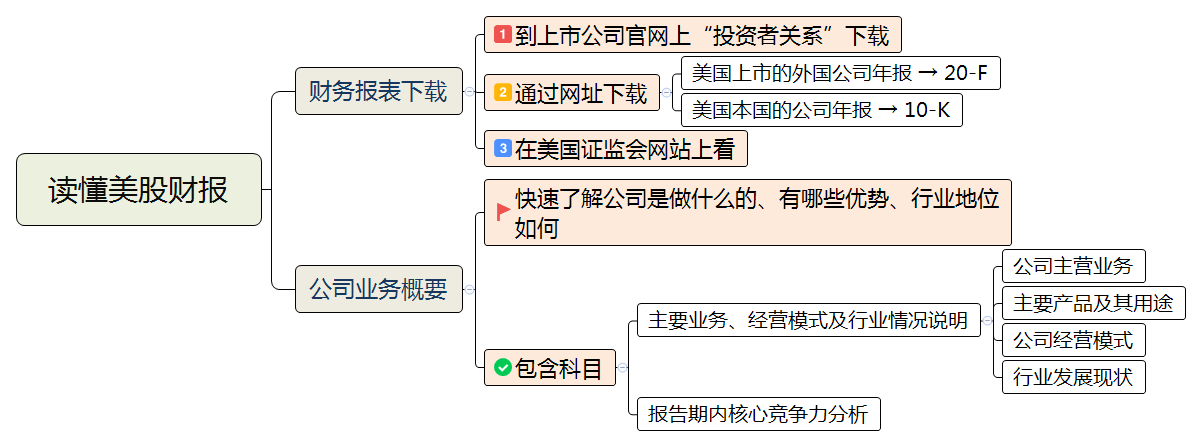 读懂美股财报
财务报表下载
1 到上市公司官网上“投资者关系”下载
2 通过网址下载
美国上市的外国公司年报 → 20-F
美国本国的公司年报 → 10-K
3 在美国证监会网站上看
公司业务概要
快速了解公司是做什么的、有哪些优势、行业地位
如何
包含科目
主要业务、经营模式及行业情况说明
公司主营业务
主要产品及其用途
公司经营模式
行业发展现状
报告期内核心竞争力分析